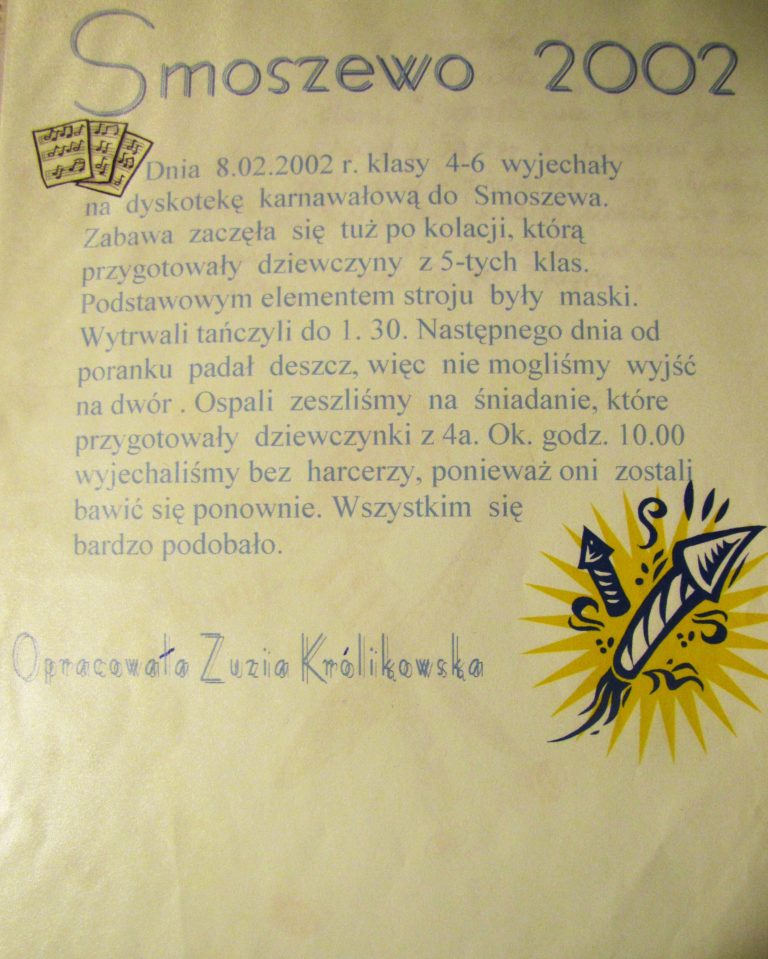 Smoszewo 2002
Dnia 8.02.2002 r. klasy 4-6 wyjechały
na dyskotekę karnawałową do Smoszewa.
Zabawa zaczęła się tuż po kolacji, którą
przygotowały dziewczyny z 5-tych klas.
Podstawowym elementem stroju były maski.
Wytrwali tańczyli do 1. 30. Następnego dnia od
poranku padał deszcz, więc nie mogliśmy wyjść
na dwór . Ospali zeszliśmy na śniadanie, które
przygotowały dziewczynki z 4a. Ok. godz. 10.00
wyjechaliśmy bez harcerzy, ponieważ oni zostali
bawić się ponownie. Wszystkim się
bardzo podobało.
Opracowała Zuzia Królikowska